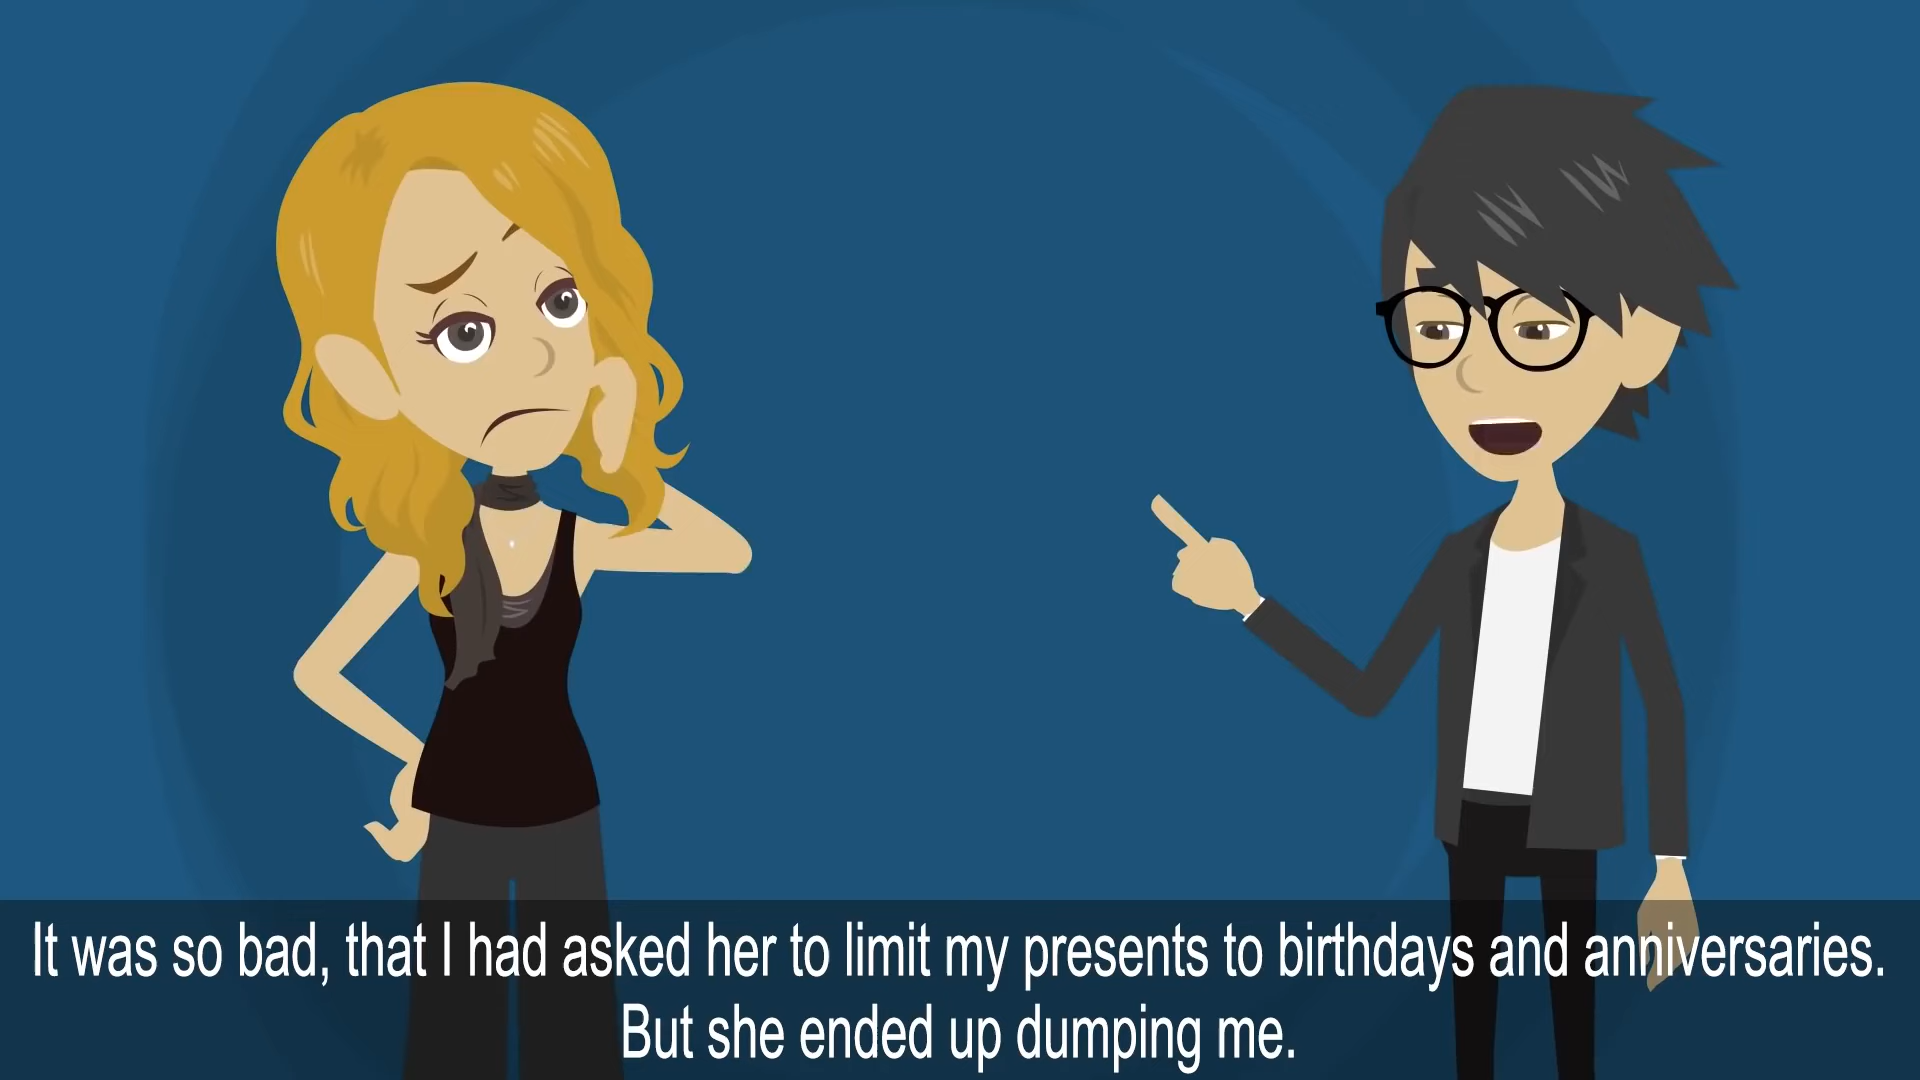 It was so bad, that I had asked her to limit my presents to birthdays and anniversaries.
But she ended up dumping me.